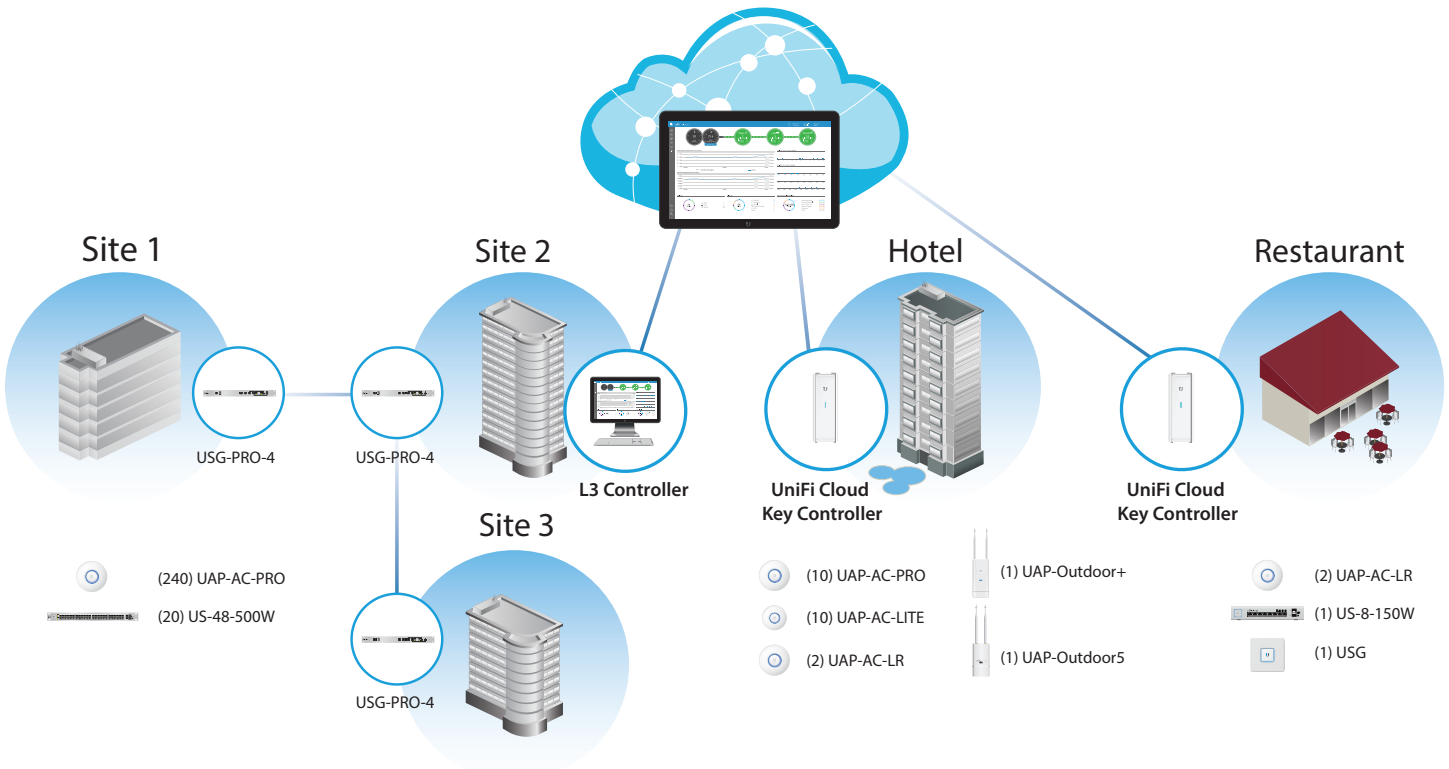 Site 1
Site 2
Hotel
Restaurant
USG-PRO-4
USG-PRO-4
L3 Controller
UniFi Cloud
Key Controller
UniFi Cloud
Key Controller
Site 3
USG-PRO-4
(240) UAP-AC-PRO
(20) US-48-500W
(10) UAP-AC-PRO
(10) UAP-AC-LITE
(2) UAP-AC-LR
(1) UAP-Outdoor+
(1) UAP-Outdoor5
(2) UAP-AC-LR
(1) US-8-150W
(1) USG